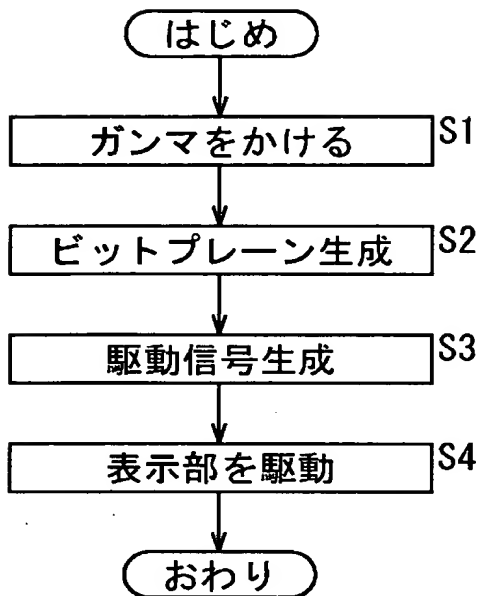 はじめ
ガンマをかける S1
ビットプレーン生成 S2
駆動信号生成 S3
表示部を駆動 S4
おわり